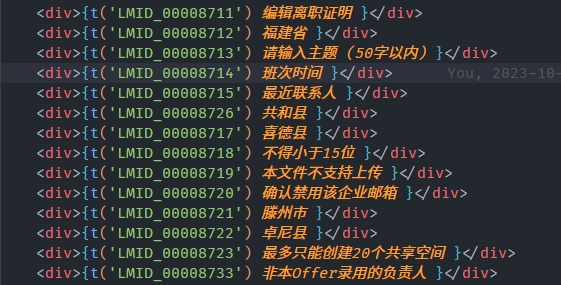 <div>{t('LMID_00008711') 编辑离职证明 }</div>
<div>{t('LMID_00008712') 福建省 }</div>
<div>{t('LMID_00008713') 请输入主题（50字以内）}</div>
<div>{t('LMID_00008714') 班次时间 }</div> You, 2023-10-
<div>{t('LMID_00008715') 最近联系人 }</div>
<div>{t('LMID_00008726') 共和县 }</div>
<div>{t('LMID_00008717') 喜德县 }</div>
<div>{t('LMID_00008718') 不得小于15位 }</div>
<div>{t('LMID_00008719') 本文件不支持上传 }</div>
<div>{t('LMID_00008720') 确认禁用该企业邮箱 }</div>
<div>{t('LMID_00008721') 滕州市 }</div>
<div>{t('LMID_00008722') 卓尼县 }</div>
<div>{t('LMID_00008723') 最多只能创建20个共享空间 }</div>
<div>{t('LMID_00008733') 非本Offer录用的负责人 }</div>